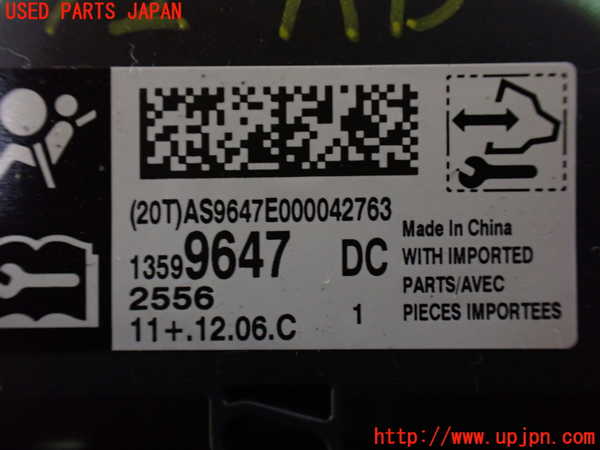 USED PARTS JAPAN
(20T)AS9647E000042763
13599647 DC
2556
11+.12.06.C 1
Made In China
WITH IMPORTED
PARTS/AVEC
PIECES IMPORTEES
http://www.upjpn.com/